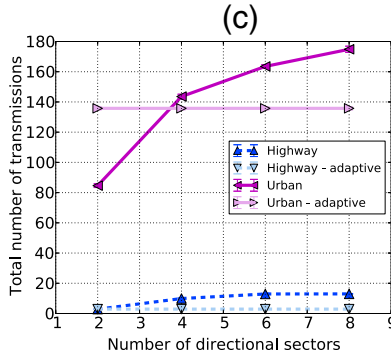 (c)
Total number of transmissions
180
160
140
120
100
80
60
40
20
0
Highway
Highway - adaptive
Urban
Urban - adaptive
1 2 3 4 5 6 7 8 9
Number of directional sectors